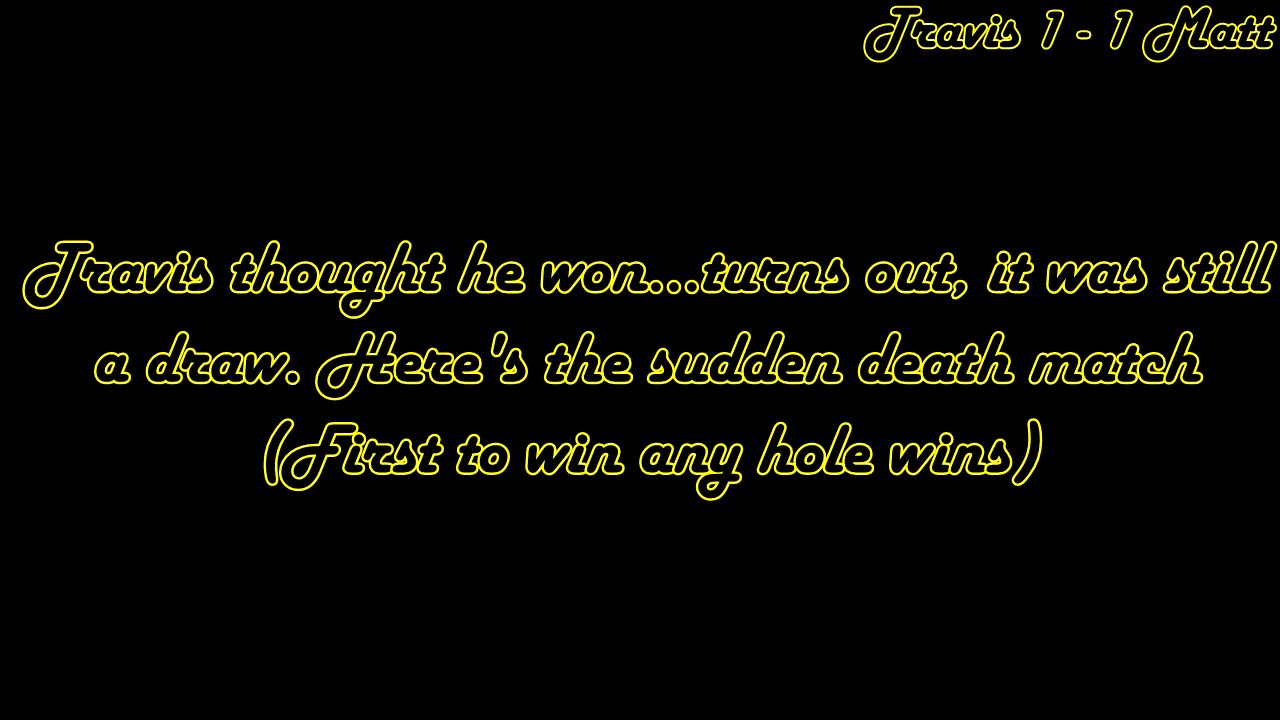 Travis 1 - 1 Matt
Travis thought he won...turns out, it was still
a draw. Here's the sudden death match
(First to win any hole wins)